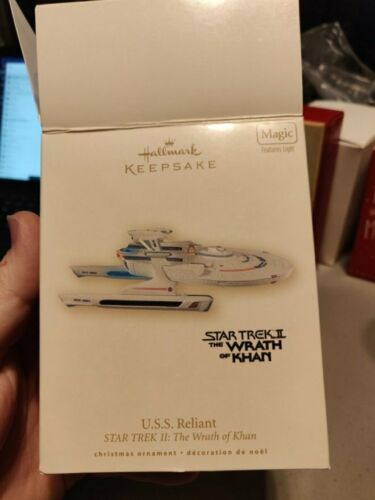 Hallmark
KEEPSAKE
Magic
Features Light
STAR TREK II
THE WRATH
OF KHAN
U.S.S. Reliant
STAR TREK II: The Wrath of Khan
christmas ornament • décoration de noël